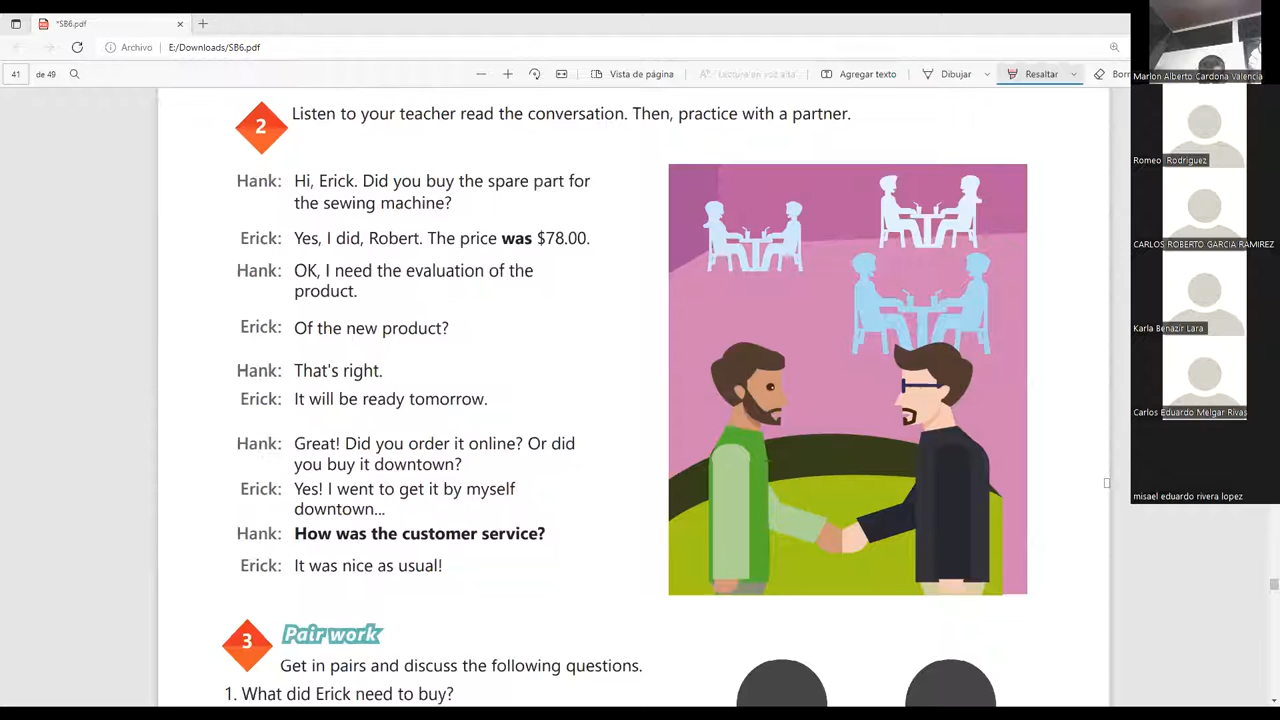 *SB6.pdf
Archivo
E:/Downloads/SB6.pdf
41 de 49
Vista de página
Lectura en voz alta
Agregar texto
Dibujar
Resaltar
Borr
2
Listen to your teacher read the conversation. Then, practice with a partner.
Hank: Hi, Erick. Did you buy the spare part for
the sewing machine?
Erick: Yes, I did, Robert. The price was $78.00.
Hank: OK, I need the evaluation of the
product.
Erick: Of the new product?
Hank: That's right.
Erick: It will be ready tomorrow.
Hank: Great! Did you order it online? Or did
you buy it downtown?
Erick: Yes! I went to get it by myself
downtown...
Hank: How was the customer service?
Erick: It was nice as usual!
3
Pair work
Get in pairs and discuss the following questions.
1. What did Erick need to buy?
Marlon Alberto Cardona Valencia
Romeo Rodriguez
CARLOS ROBERTO GARCIA RAMIREZ
Karla Benazir Lara
Carlos Eduardo Melgar Rivas
misael eduardo rivera lopez